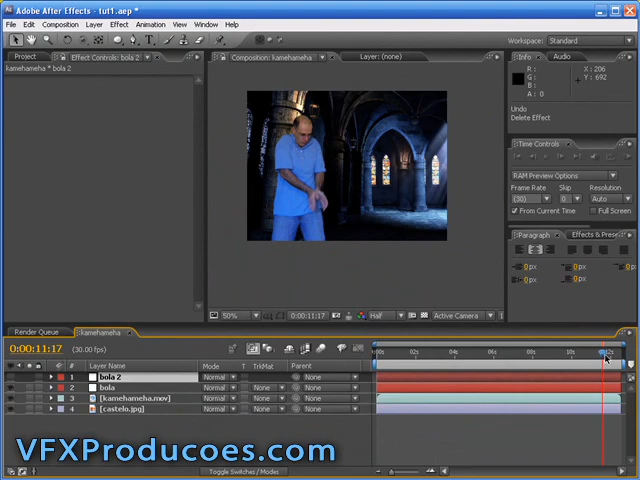 Adobe After Effects - tut1.aep *
File Edit Composition Layer Effect Animation View Window Help
Workspace: Standard
Project Effect Controls: bola 2
kamehameha * bola 2
Composition: kamehameha Layer: (none)
Info Audio
R : X : 206
G : Y : 692
B :
A : 0
Undo
Delete Effect
Time Controls
RAM Preview Options
Frame Rate Skip Resolution
(30) 0 Auto
From Current Time Full Screen
Paragraph Effects & Prese
0 px 0 px 0 px
0 px 0 px
50% 0:00:11:17 Half Active Camera
Render Queue kamehameha
0:00:11:17 (30.00 fps)
# Layer Name Mode T TrkMat Parent
00s 02s 04s 06s 08s 10s 12s
1 bola 2 Normal None
2 bola Normal None None
3 [kamehameha.mov] Normal None None
4 [castelo.jpg] Normal None None
VFXProducoes.com
Toggle Switches / Modes